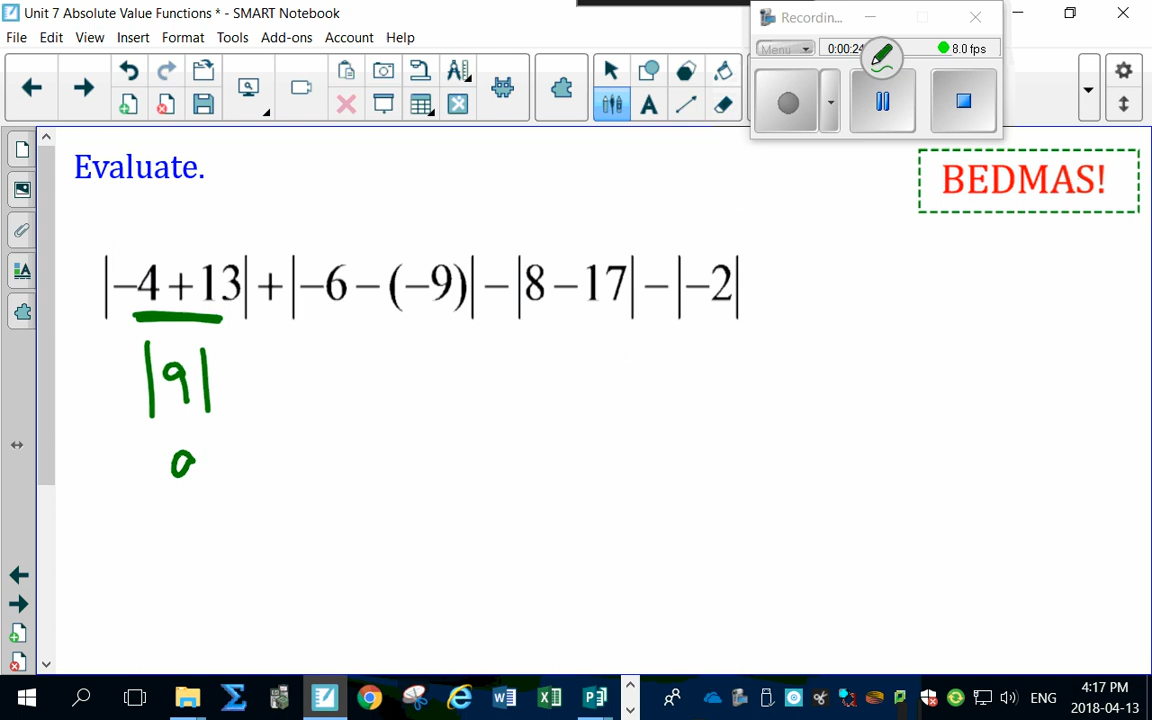 Unit 7 Absolute Value Functions * - SMART Notebook
Recordin...
File Edit View Insert Format Tools Add-ons Account Help
Menu
0:00:24
8.0 fps
Evaluate.
BEDMAS!
|−4 + 13| + |−6 − (−9)| − |8 − 17| − |−2|
|9|
ENG
4:17 PM
2018-04-13